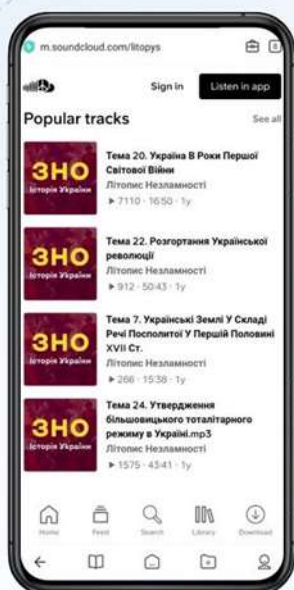 m.soundcloud.com/litopys
Sign in
Listen in app
Popular tracks
See all
ЗНО
Історія України
Тема 20. Україна В Роки Першої
Світової Війни
Літопис Незламності
7110 · 16:50 · 1y
ЗНО
Історія України
Тема 22. Розгортання Української
революції
Літопис Незламності
912 · 50:43 · 1y
ЗНО
Історія України
Тема 7. Українські Землі У Складі
Речі Посполитої У Першій Половині
XVII Ст.
Літопис Незламності
266 · 15:38 · 1y
ЗНО
Історія України
Тема 24. Утвердження
більшовицького тоталітарного
режиму в Україні.mp3
Літопис Незламності
1575 · 43:41 · 1y
Home
Feed
Search
Library
Download